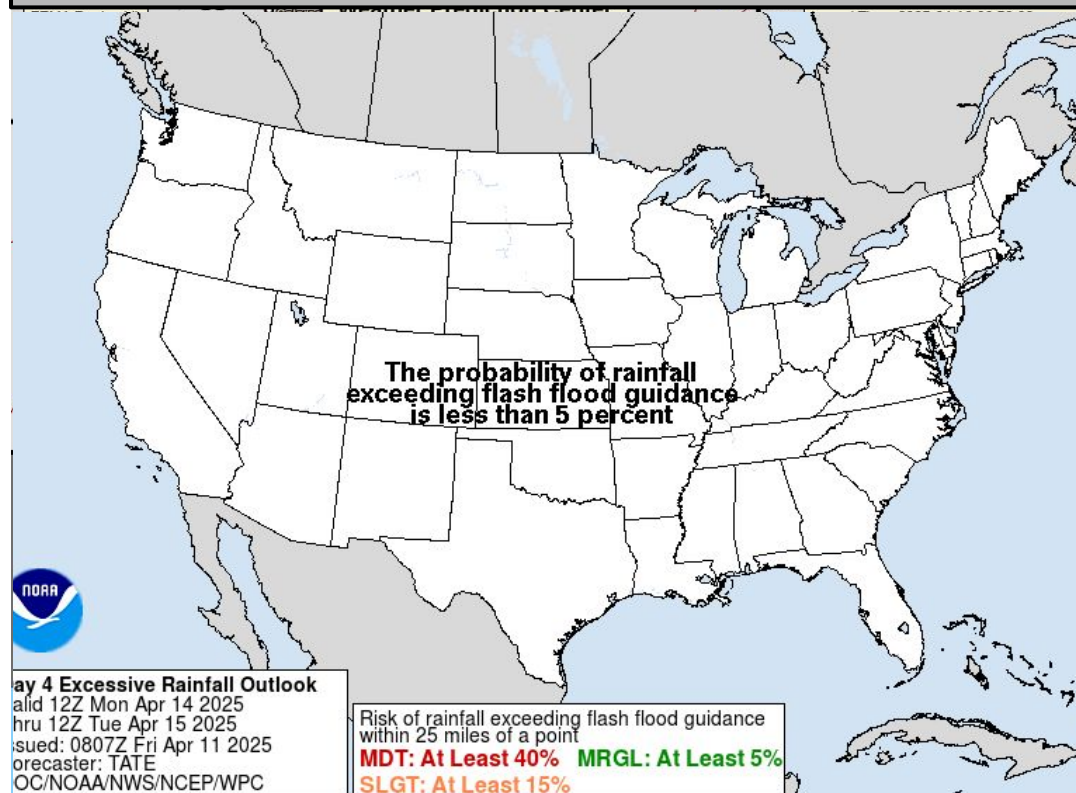 Weather Prediction Center
The probability of rainfall
exceeding flash flood guidance
is less than 5 percent
NOAA
ay 4 Excessive Rainfall Outlook
alid 12Z Mon Apr 14 2025
hru 12Z Tue Apr 15 2025
ssued: 0807Z Fri Apr 11 2025
orecaster: TATE
OC/NOAA/NWS/NCEP/WPC
Risk of rainfall exceeding flash flood guidance
within 25 miles of a point
MDT: At Least 40% MRGL: At Least 5%
SLGT: At Least 15%